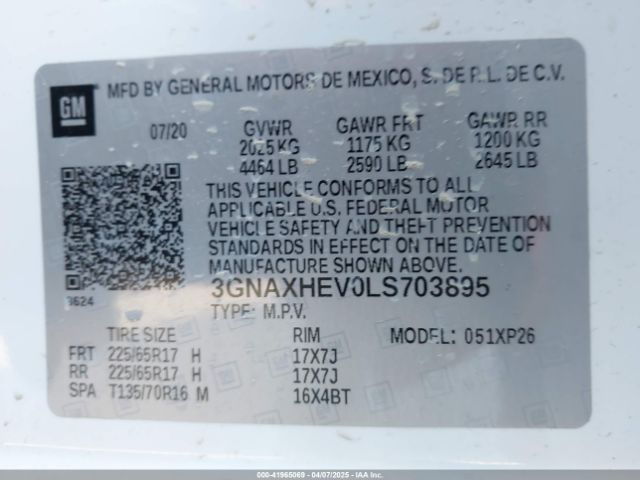 GM
MFD BY GENERAL MOTORS DE MEXICO, S. DE R.L. DE C.V.
07/20 GVWR GAWR FRT GAWR RR
2025 KG 1175 KG 1200 KG
4464 LB 2590 LB 2645 LB
THIS VEHICLE CONFORMS TO ALL
APPLICABLE U.S. FEDERAL MOTOR
VEHICLE SAFETY AND THEFT PREVENTION
STANDARDS IN EFFECT ON THE DATE OF
MANUFACTURE SHOWN ABOVE.
3624
3GNAXHEV0LS703895
TYPE: M.P.V.
TIRE SIZE RIM MODEL: 051XP26
FRT 225/65R17 H 17X7J
RR 225/65R17 H 17X7J
SPA T135/70R16 M 16X4BT
000-41965069 - 04/07/2025 - IAAI.COM